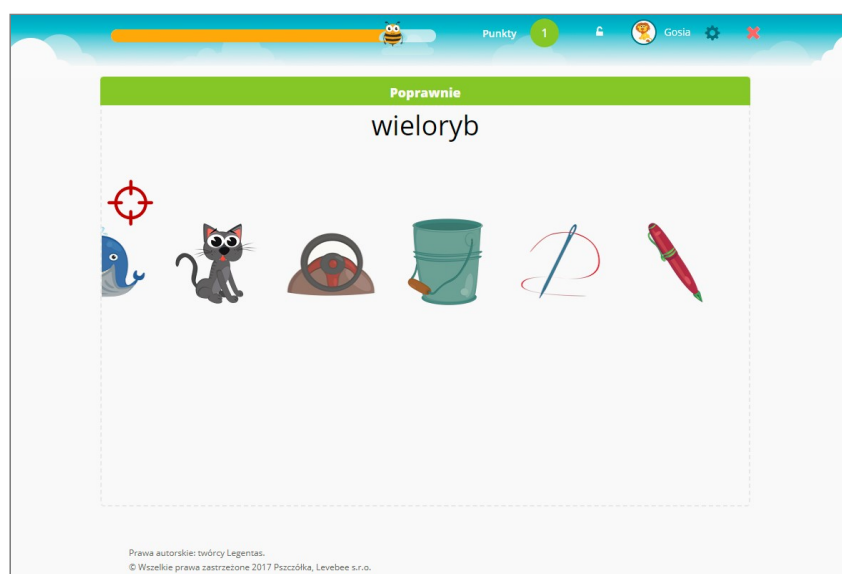 Punkty 1 Gosia
Poprawnie
wieloryb
Prawa autorskie: twórcy Legentas.
© Wszelkie prawa zastrzeżone 2017 Pszczółka, Levebee s.r.o.